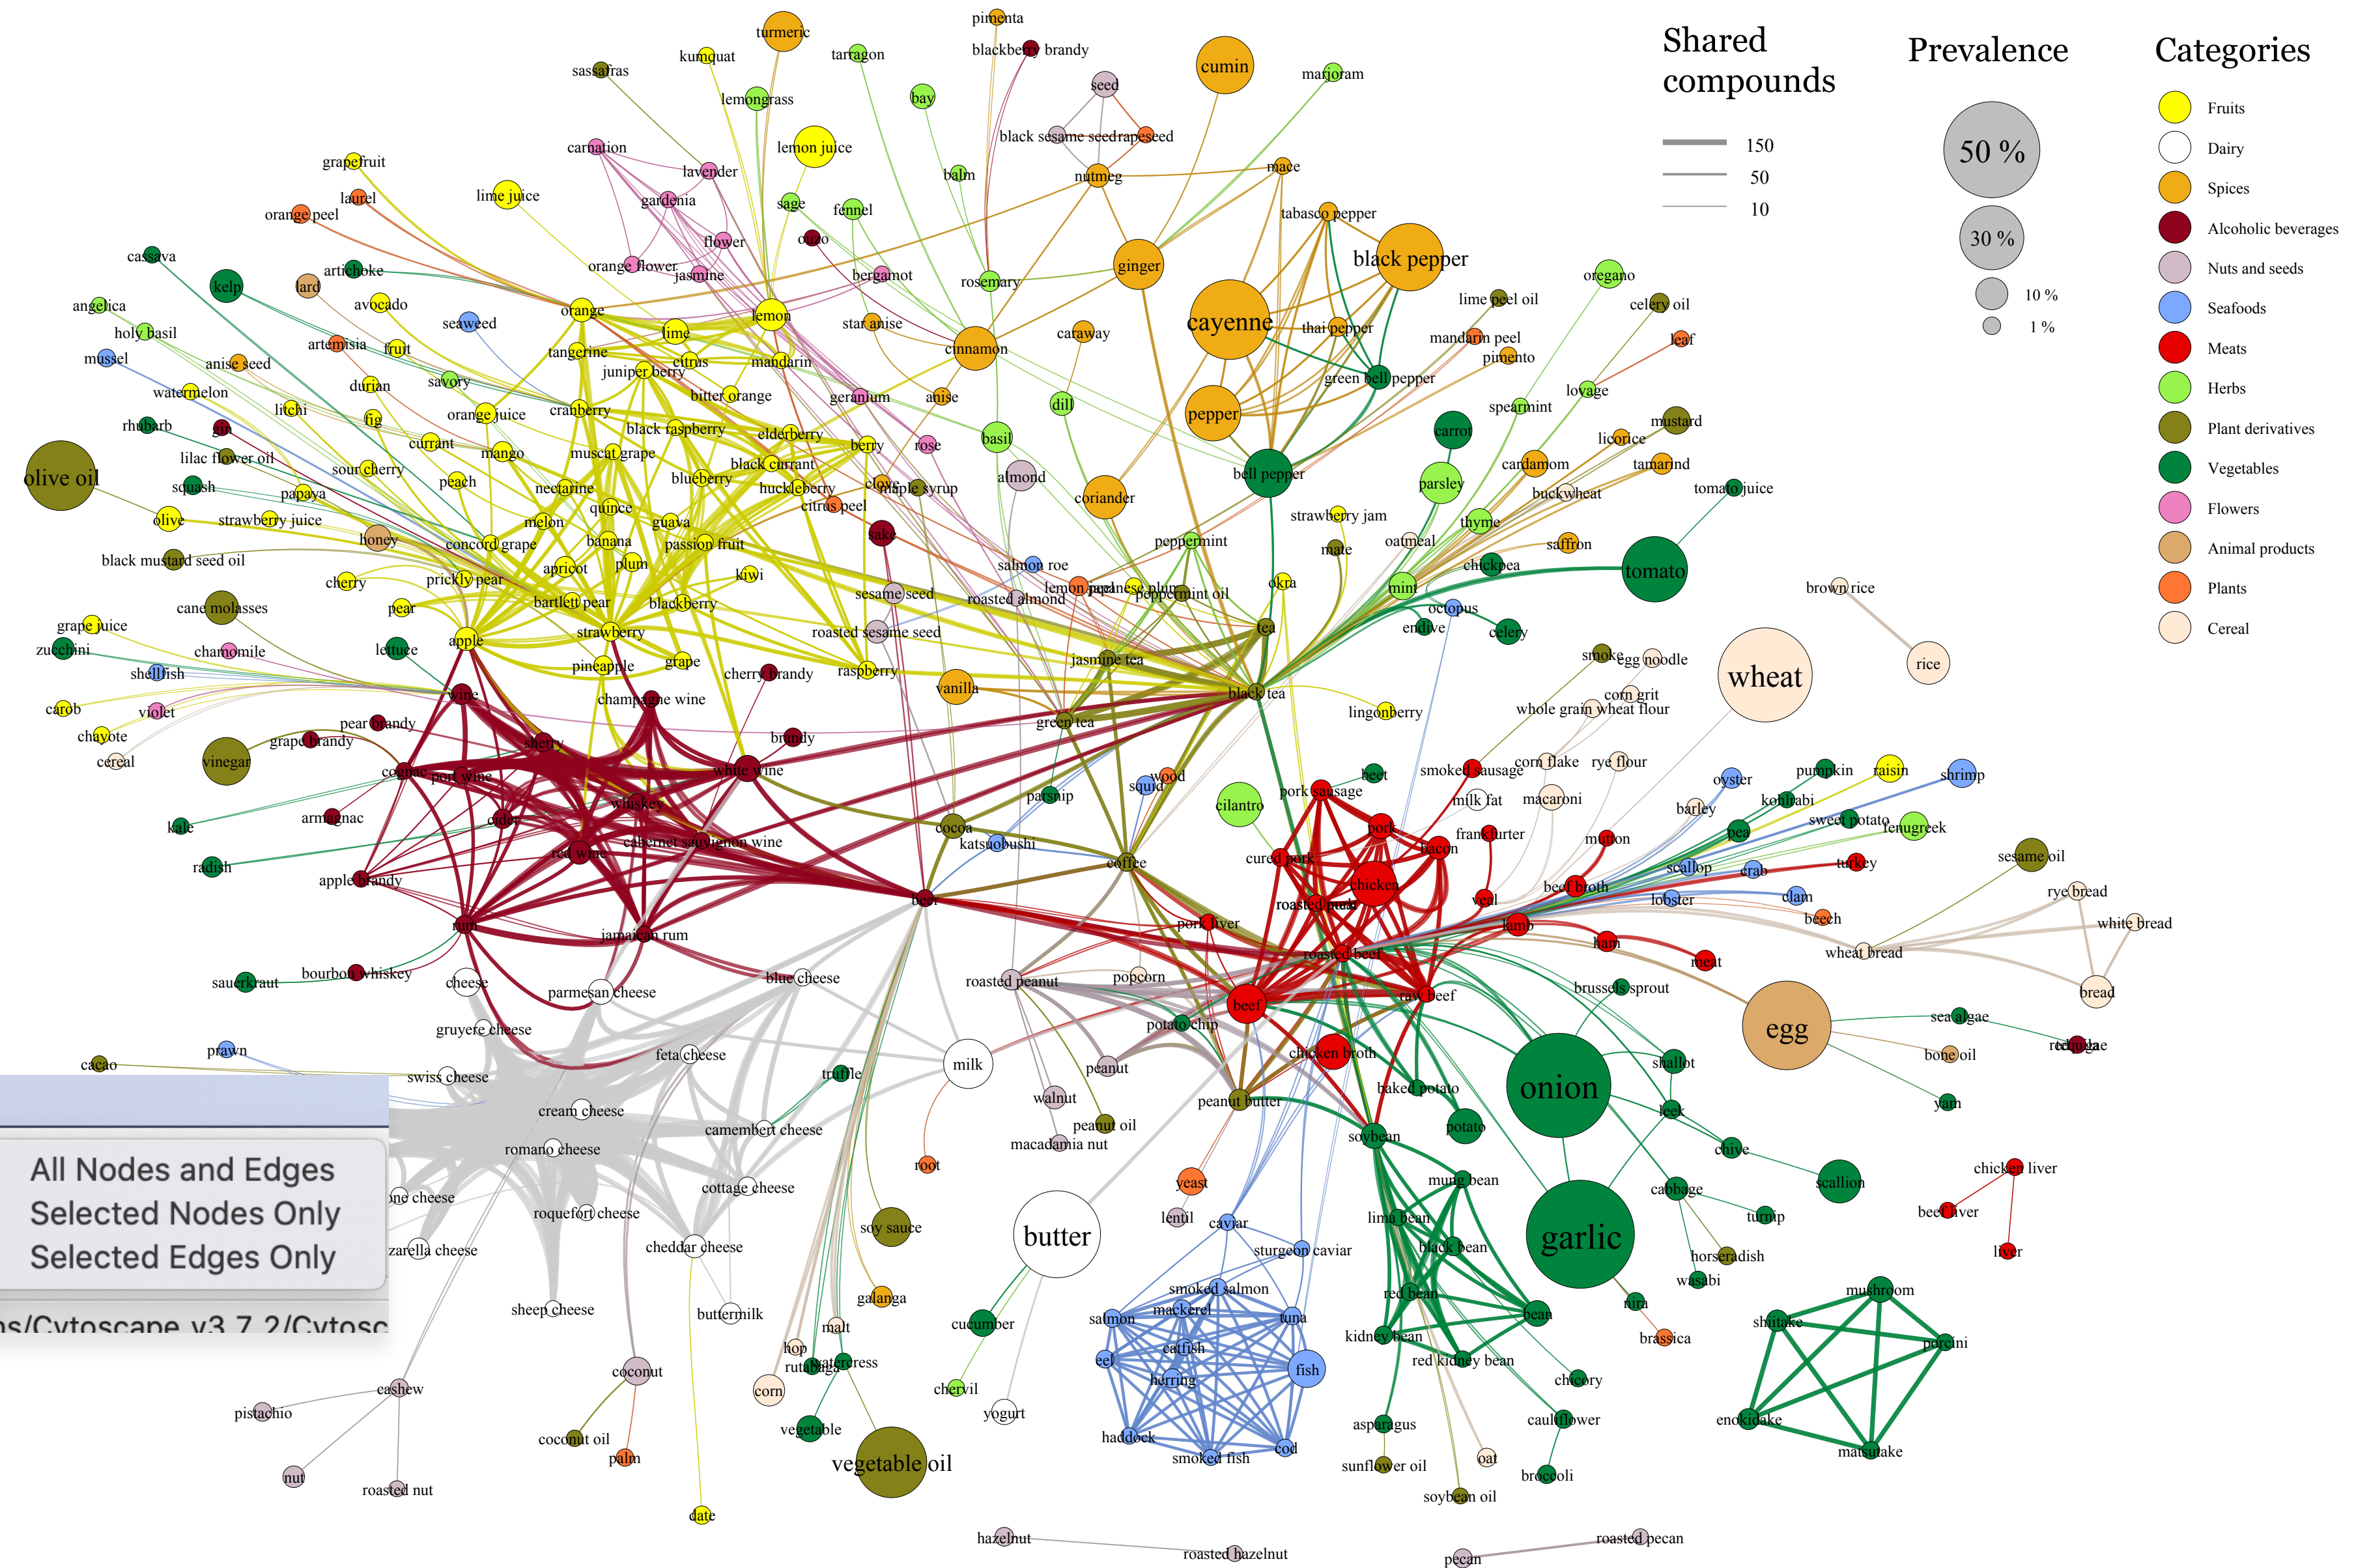 Shared
compounds
150
50
10
Prevalence
50 %
30 %
10 %
1 %
Categories
Fruits
Dairy
Spices
Alcoholic beverages
Nuts and seeds
Seafoods
Meats
Herbs
Plant derivatives
Vegetables
Flowers
Animal products
Plants
Cereal
pimenta
turmeric
blackberry brandy
kumquat
tarragon
sassafras
cumin
marjoram
seed
lemongrass
bay
black sesame seed
rapeseed
carnation
lemon juice
grapefruit
lavender
balm
nutmeg
mace
laurel
lime juice
gardenia
sage
fennel
orange peel
tabasco pepper
flower
ouzo
cassava
artichoke
orange flower
jasmine
bergamot
rosemary
ginger
black pepper
oregano
kelp
lard
angelica
avocado
orange
lemon
lime peel oil
celery oil
seaweed
star anise
holy basil
lime
caraway
cayenne
thai pepper
mandarin peel
leaf
artemisia
fruit
tangerine
citrus
mandarin
cinnamon
pimento
mussel
anise seed
juniper berry
durian
savory
green bell pepper
watermelon
bitter orange
geranium
anise
dill
lovage
litchi
fig
orange juice
cranberry
spearmint
pepper
rhubarb
gin
black raspberry
elderberry
mustard
currant
mango
muscat grape
berry
rose
basil
carrot
licorice
lilac flower oil
sour cherry
black currant
cardamom
tamarind
olive oil
squash
papaya
peach
nectarine
blueberry
huckleberry
clove
maple syrup
almond
coriander
bell pepper
parsley
buckwheat
tomato juice
olive
strawberry juice
melon
quince
guava
citrus peel
strawberry jam
thyme
honey
concord grape
banana
passion fruit
sake
peppermint
mate
oatmeal
saffron
black mustard seed oil
cherry
prickly pear
apricot
plum
kiwi
salmon roe
okra
chickpea
tomato
lemon peel
japanese plum
peppermint oil
mint
brown rice
cane molasses
pear
bartlett pear
blackberry
sesame seed
roasted almond
octopus
grape juice
apple
strawberry
roasted sesame seed
tea
endive
celery
zucchini
chamomile
lettuce
pineapple
grape
raspberry
jasmine tea
smoke
egg noodle
rice
shellfish
cherry brandy
vanilla
black tea
wheat
wine
champagne wine
corn grit
carob
violet
pear brandy
green tea
lingonberry
whole grain wheat flour
chayote
grape brandy
sherry
brandy
cereal
vinegar
cognac
port wine
white wine
squid
wood
beet
smoked sausage
corn flake
rye flour
oyster
pumpkin
raisin
shrimp
parsnip
cilantro
pork sausage
milk fat
macaroni
barley
kohlrabi
armagnac
cider
whiskey
kale
cocoa
katsuobushi
pork
frankfurter
mutton
pea
sweet potato
fenugreek
radish
red wine
cabernet sauvignon wine
coffee
cured pork
bacon
scallop
crab
turkey
sesame oil
apple brandy
chicken
beef broth
beer
veal
lobster
clam
rye bread
rum
jamaican rum
pork liver
lamb
beech
white bread
ham
wheat bread
roasted beef
meat
sauerkraut
bourbon whiskey
cheese
parmesan cheese
blue cheese
roasted peanut
popcorn
beef
raw beef
brussels sprout
bread
gruyere cheese
potato chip
egg
sea algae
prawn
cacao
feta cheese
milk
chicken broth
bone oil
swiss cheese
truffle
peanut
shallot
cream cheese
walnut
peanut butter
baked potato
onion
yam
leek
camembert cheese
peanut oil
macadamia nut
soybean
potato
chive
romano cheese
All Nodes and Edges
root
yeast
mung bean
scallion
chicken liver
one cheese
cottage cheese
cabbage
Selected Nodes Only
roquefort cheese
lentil
caviar
lima bean
turnip
beef liver
soy sauce
butter
garlic
zarella cheese
cheddar cheese
sturgeon caviar
black bean
horseradish
liver
Selected Edges Only
wasabi
smoked salmon
red bean
galanga
sheep cheese
buttermilk
mackerel
nira
mushroom
ns/Cytoscape_v3.7.2/Cytosc
cucumber
salmon
tuna
bean
shiitake
malt
kidney bean
brassica
porcini
hop
rutabaga
watercress
eel
catfish
red kidney bean
coconut
herring
fish
cashew
corn
chervil
chicory
pistachio
yogurt
vegetable
asparagus
cauliflower
enokidake
coconut oil
haddock
cod
matsutake
palm
vegetable oil
smoked fish
sunflower oil
oat
broccoli
nut
roasted nut
soybean oil
date
hazelnut
roasted hazelnut
roasted pecan
pecan